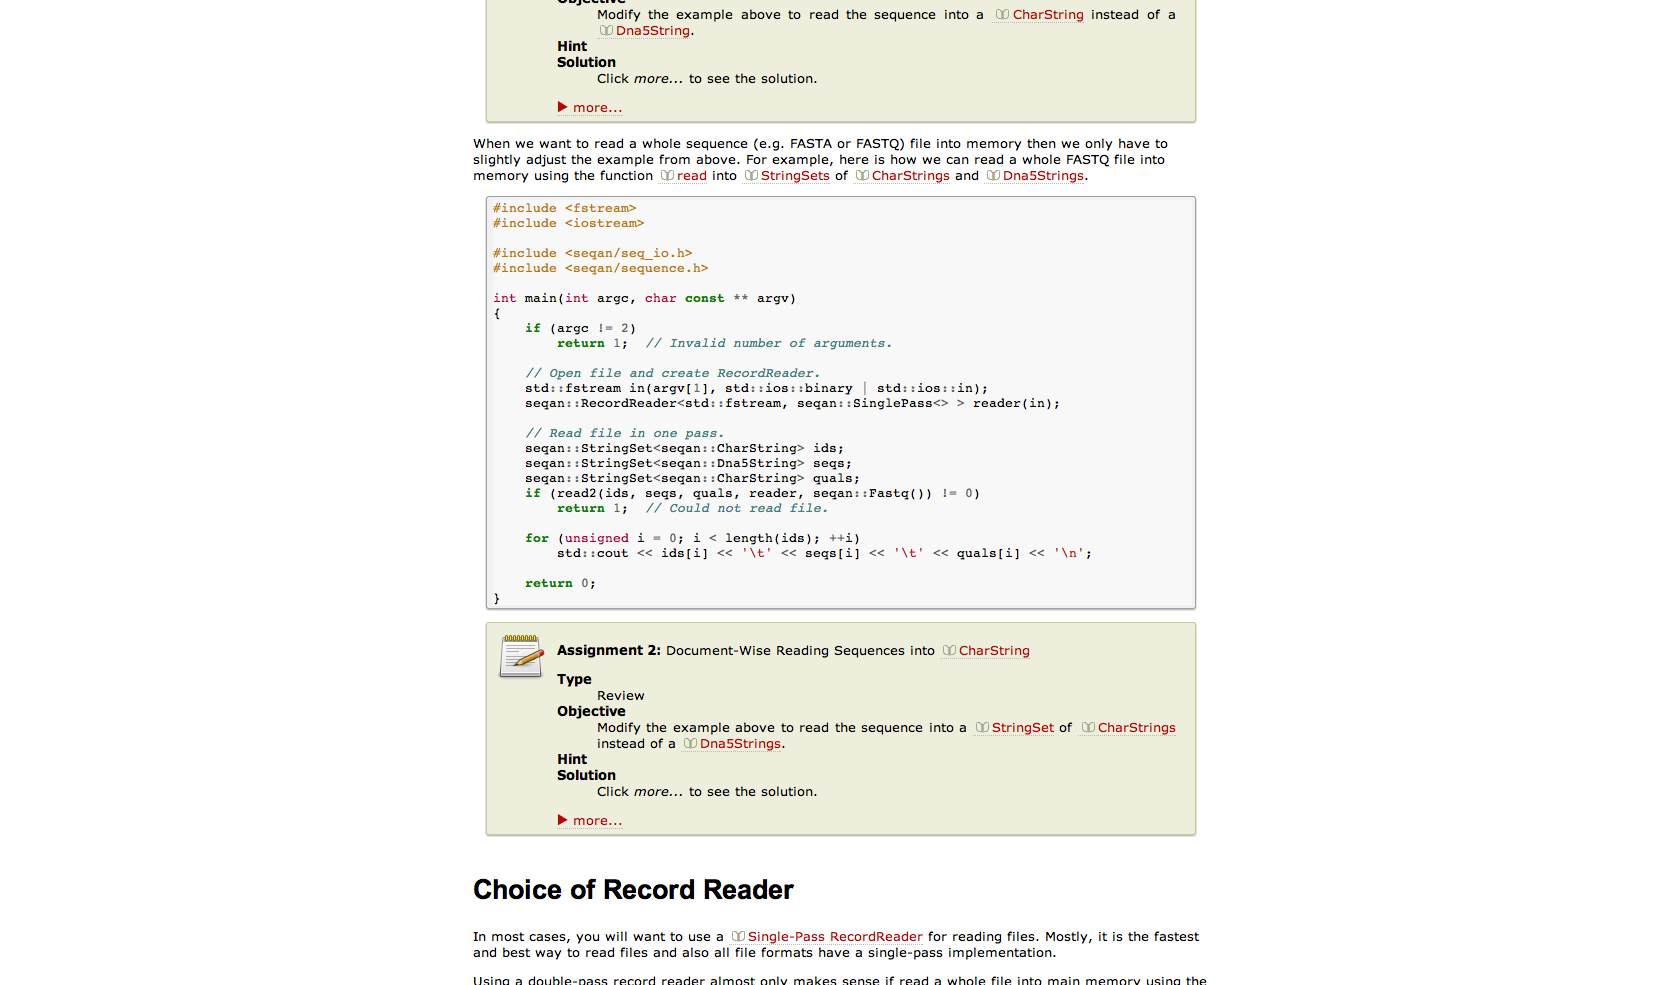 Objective
Modify the example above to read the sequence into a CharString instead of a
Dna5String.
Hint
Solution
Click more... to see the solution.
more...
When we want to read a whole sequence (e.g. FASTA or FASTQ) file into memory then we only have to
slightly adjust the example from above. For example, here is how we can read a whole FASTQ file into
memory using the function read into StringSets of CharStrings and Dna5Strings.
#include <fstream>
#include <iostream>
#include <seqan/seq_io.h>
#include <seqan/sequence.h>
int main(int argc, char const ** argv)
{
if (argc != 2)
return 1;  // Invalid number of arguments.
// Open file and create RecordReader.
std::fstream in(argv[1], std::ios::binary | std::ios::in);
seqan::RecordReader<std::fstream, seqan::SinglePass<> > reader(in);
// Read file in one pass.
seqan::StringSet<seqan::CharString> ids;
seqan::StringSet<seqan::Dna5String> seqs;
seqan::StringSet<seqan::CharString> quals;
if (read2(ids, seqs, quals, reader, seqan::Fastq()) != 0)
return 1;  // Could not read file.
for (unsigned i = 0; i < length(ids); ++i)
std::cout << ids[i] << '\t' << seqs[i] << '\t' << quals[i] << '\n';
return 0;
}
Assignment 2: Document-Wise Reading Sequences into CharString
Type
Review
Objective
Modify the example above to read the sequence into a StringSet of CharStrings
instead of a Dna5Strings.
Hint
Solution
Click more... to see the solution.
more...
Choice of Record Reader
In most cases, you will want to use a Single-Pass RecordReader for reading files. Mostly, it is the fastest
and best way to read files and also all file formats have a single-pass implementation.
Using a double-pass record reader almost only makes sense if read a whole file into main memory using the